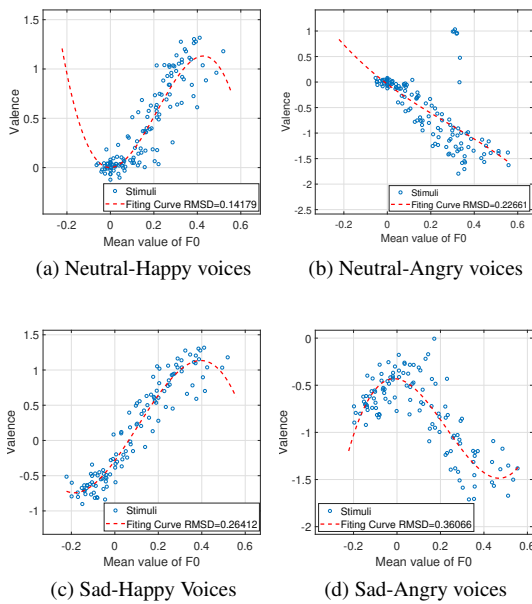 1.5
1
0.5
0
Valence
Stimuli
Fiting Curve RMSD=0.14179
-0.2 0 0.2 0.4 0.6
Mean value of F0
(a) Neutral-Happy voices
1
0.5
0
-0.5
-1
-1.5
-2
-2.5
Valence
Stimuli
Fiting Curve RMSD=0.22661
-0.2 0 0.2 0.4 0.6
Mean value of F0
(b) Neutral-Angry voices
1.5
1
0.5
0
-0.5
-1
Valence
Stimuli
Fiting Curve RMSD=0.26412
-0.2 0 0.2 0.4 0.6
Mean value of F0
(c) Sad-Happy Voices
0
-0.5
-1
-1.5
-2
Valence
Stimuli
Fiting Curve RMSD=0.36066
-0.2 0 0.2 0.4 0.6
Mean value of F0
(d) Sad-Angry voices